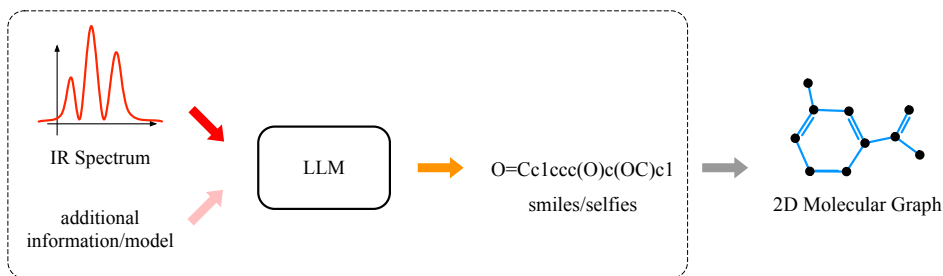 IR Spectrum
additional
information/model
LLM
O=Cc1ccc(O)c(OC)c1
smiles/selfies
2D Molecular Graph